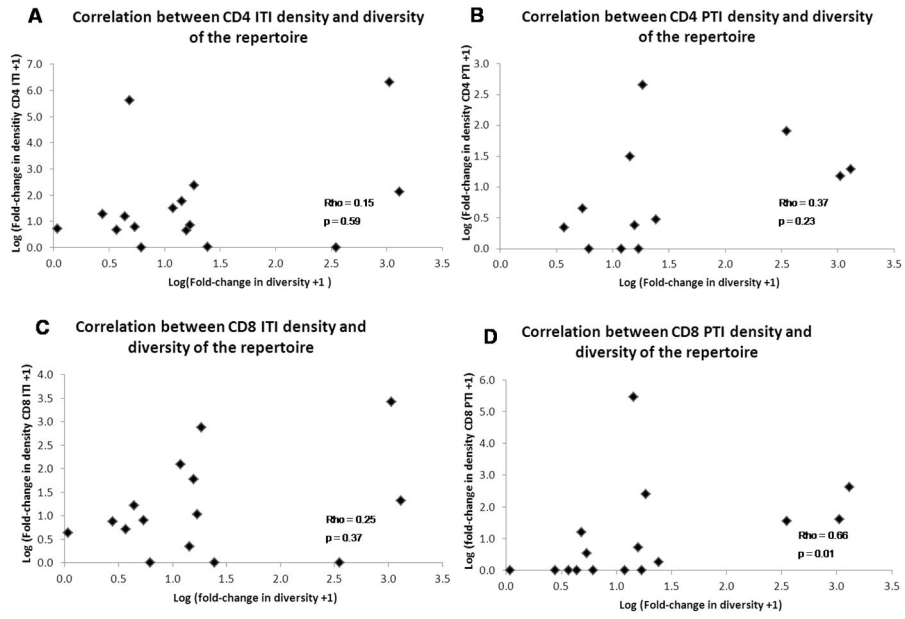 A
Correlation between CD4 ITI density and diversity
of the repertoire
Log (Fold-change in densitiy CD4 ITI +1)
7.0
6.0
5.0
4.0
3.0
2.0
1.0
0.0
Rho = 0.15
p = 0.59
0.0 0.5 1.0 1.5 2.0 2.5 3.0 3.5
Log(Fold-change in diversity +1 )
B
Correlation between CD4 PTI density and diversity
of the repertoire
Log (Fold-change in density CD4 PTI +1)
3.0
2.5
2.0
1.5
1.0
0.5
0.0
Rho = 0.37
p = 0.23
0.0 0.5 1.0 1.5 2.0 2.5 3.0 3.5
Log(Fold-change in diversity +1)
C
Correlation between CD8 ITI density and
diversity of the repertoire
Log (Fold-change in density CD8 ITI +1)
4.0
3.5
3.0
2.5
2.0
1.5
1.0
0.5
0.0
Rho = 0.25
p = 0.37
0.0 0.5 1.0 1.5 2.0 2.5 3.0 3.5
Log (fold-change in diversity +1)
D
Correlation between CD8 PTI density and
diversity of the repertoire
Log (fold-change in density CD8 PTI +1)
6.0
5.0
4.0
3.0
2.0
1.0
0.0
Rho = 0.66
p = 0.01
0.0 0.5 1.0 1.5 2.0 2.5 3.0 3.5
Log (Fold-change in diversity +1)